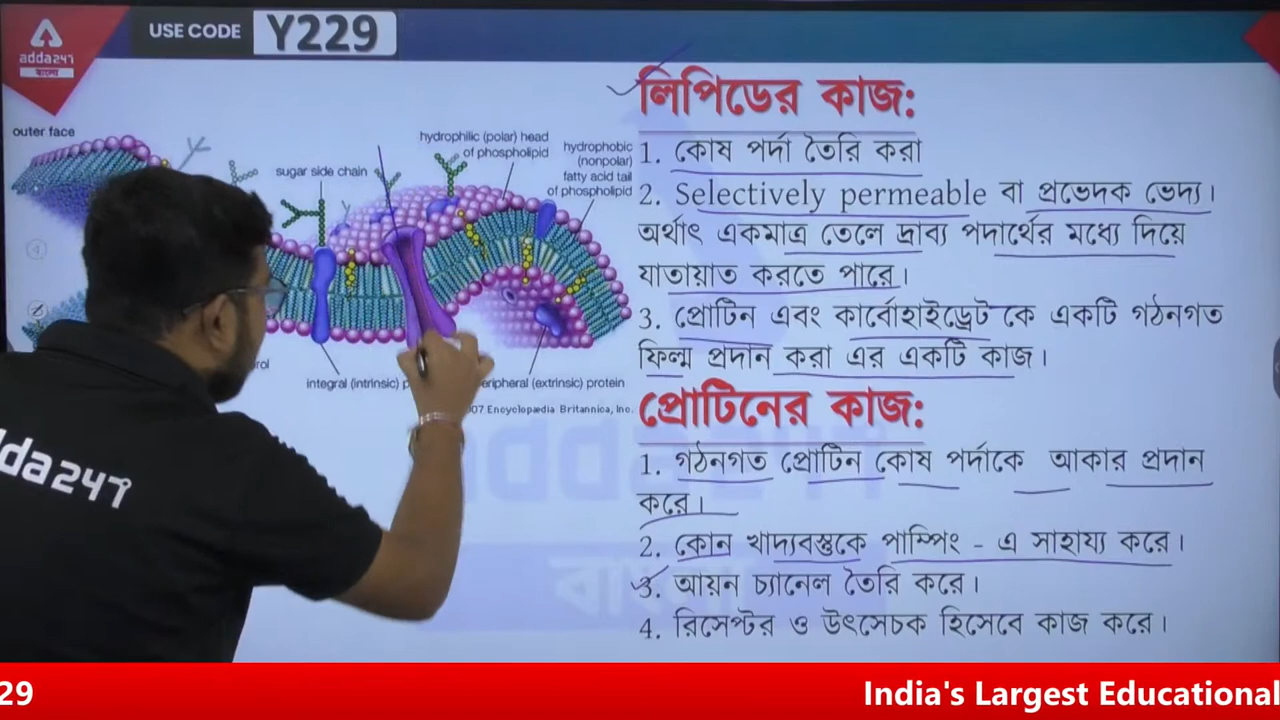 adda247
বাংলা
USE CODE
Y229
outer face
sugar side chain
hydrophilic (polar) head
of phospholipid
hydrophobic
(nonpolar)
fatty acid tail
of phospholipid
integral (intrinsic) p
eripheral (extrinsic) protein
07 Encyclopædia Britannica, Inc.
লিপিডের কাজ:
1. কোষ পর্দা তৈরি করা
2. Selectively permeable বা প্রভেদক ভেদ্য।
অর্থাৎ একমাত্র তেলে দ্রাব্য পদার্থের মধ্যে দিয়ে
যাতায়াত করতে পারে।
3. প্রোটিন এবং কার্বোহাইড্রেট কে একটি গঠনগত
ফিল্ম প্রদান করা এর একটি কাজ।
প্রোটিনের কাজ:
1. গঠনগত প্রোটিন কোষ পর্দাকে আকার প্রদান
করে।
2. কোন খাদ্যবস্তুকে পাম্পিং - এ সাহায্য করে।
3. আয়ন চ্যানেল তৈরি করে।
4. রিসেপ্টর ও উৎসেচক হিসেবে কাজ করে।
adda247
বাংলা
dda247
29
India's Largest Educational